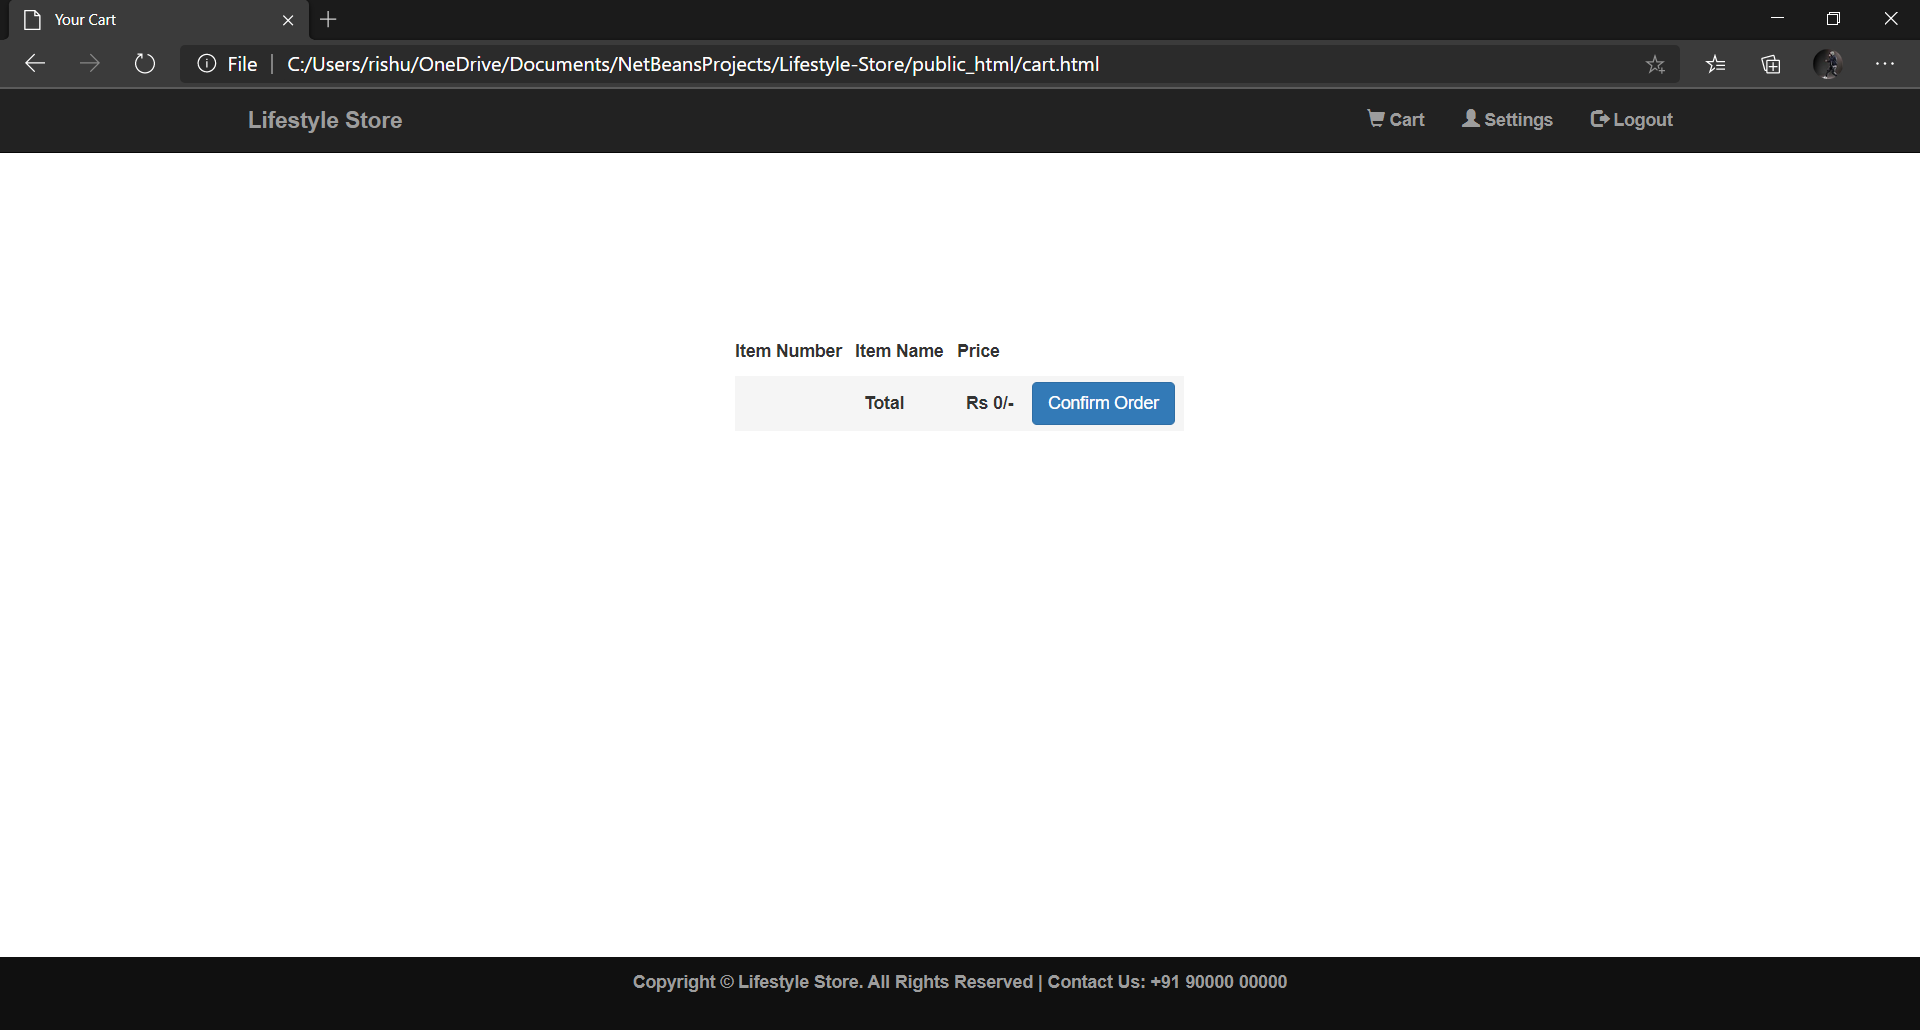 Your Cart
File C:/Users/rishu/OneDrive/Documents/NetBeansProjects/Lifestyle-Store/public_html/cart.html
Lifestyle Store Cart Settings Logout
Item Number Item Name Price
Total Rs 0/- Confirm Order
Copyright © Lifestyle Store. All Rights Reserved | Contact Us: +91 90000 00000